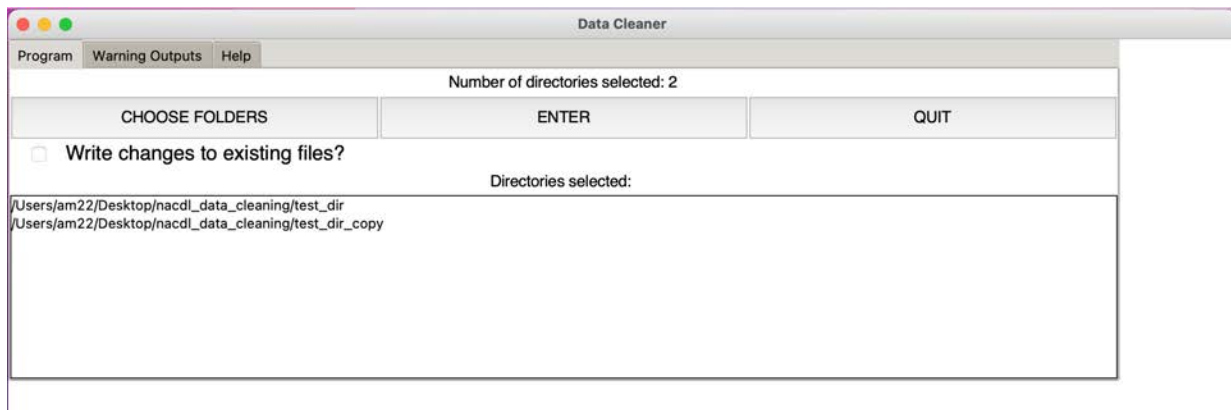 Data Cleaner
Program Warning Outputs Help
Number of directories selected: 2
CHOOSE FOLDERS ENTER QUIT
Write changes to existing files?
Directories selected:
/Users/am22/Desktop/nacdl_data_cleaning/test_dir
/Users/am22/Desktop/nacdl_data_cleaning/test_dir_copy